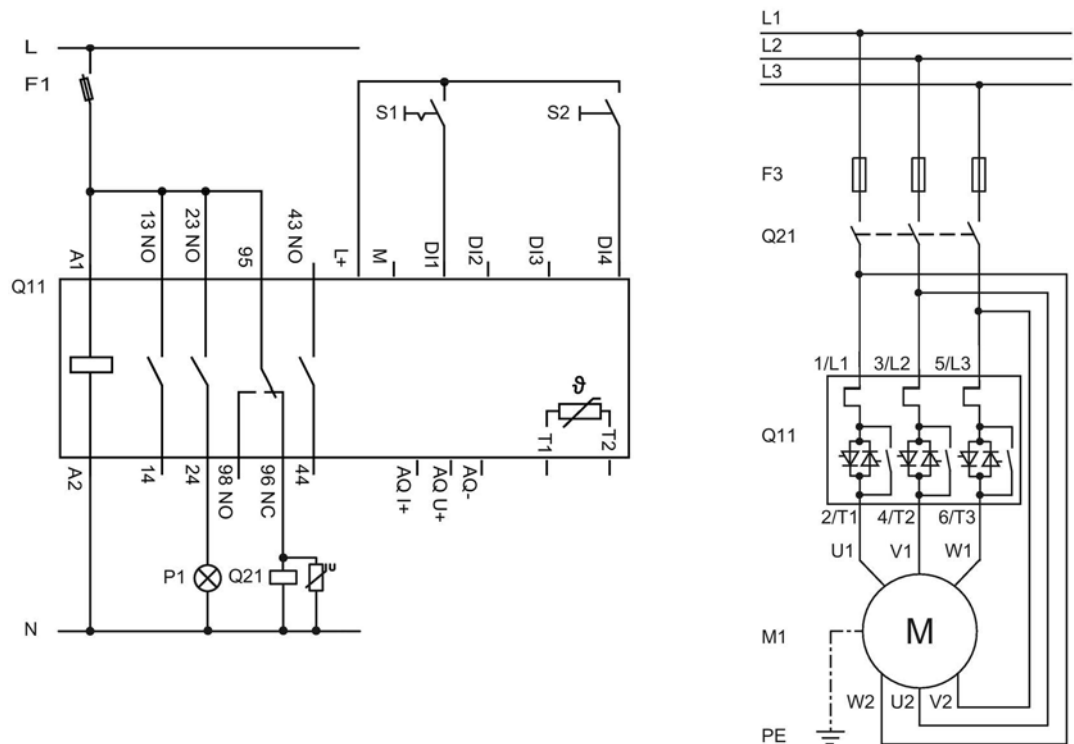 L
F1
S1
S2
A1
13 NO
23 NO
95
43 NO
L+
M
DI1
DI2
DI3
DI4
Q11
ϑ
T1
T2
A2
14
24
98 NO
96 NC
44
AQ I+
AQ U+
AQ-
P1
Q21
U
N
L1
L2
L3
F3
Q21
1/L1
3/L2
5/L3
Q11
2/T1
4/T2
6/T3
U1
V1
W1
M1
M
W2
U2
V2
PE